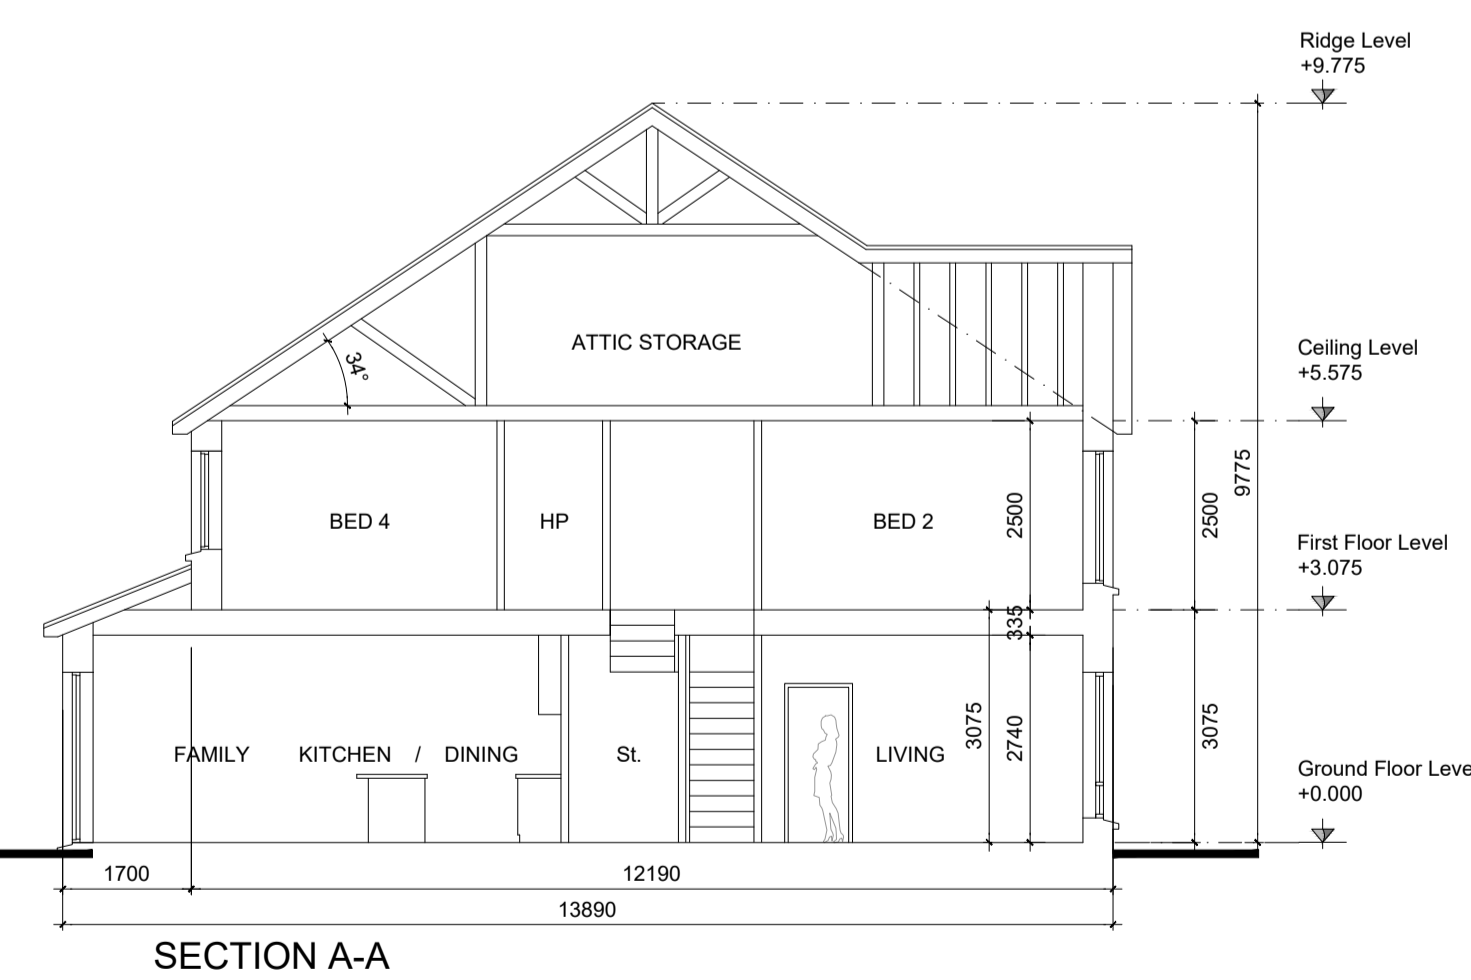 Ridge Level
+9.775
ATTIC STORAGE
34°
Ceiling Level
+5.575
9775
BED 4
HP
BED 2
2500
2500
First Floor Level
+3.075
335
FAMILY KITCHEN / DINING
St.
LIVING
3075
2740
3075
Ground Floor Leve
+0.000
1700
12190
13890
SECTION A-A